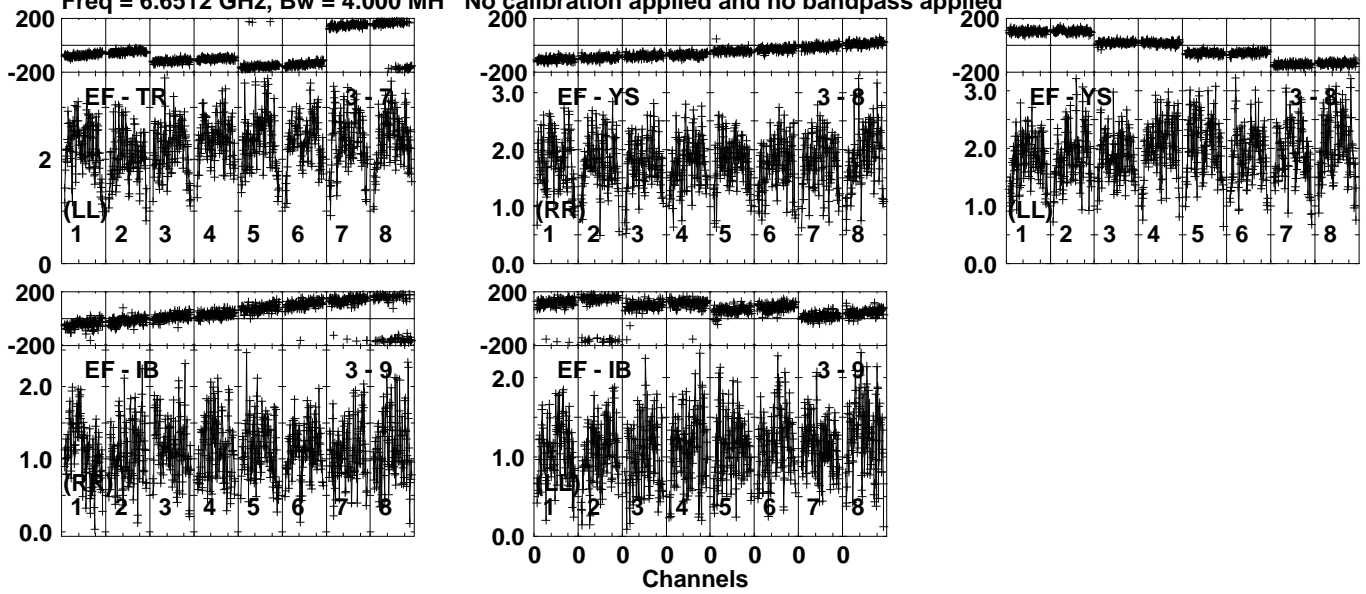 Freq = 6.6512 GHz, Bw = 4.000 MH No calibration applied and no bandpass applied
200
-200
EF - TR 3 - 7
2
(LL)
1 2 3 4 5 6 7 8
0
200
-200
3.0
EF - YS 3 - 8
2.0
1.0
(RR)
1 2 3 4 5 6 7 8
0.0
200
-200
3.0
EF - YS 3 - 8
2.0
1.0
(LL)
1 2 3 4 5 6 7 8
0.0
200
-200
EF - IB 3 - 9
2.0
1.0
(RR)
1 2 3 4 5 6 7 8
0.0
200
-200
EF - IB 3 - 9
2.0
1.0
(LL)
1 2 3 4 5 6 7 8
0.0
0 0 0 0 0 0 0 0
Channels